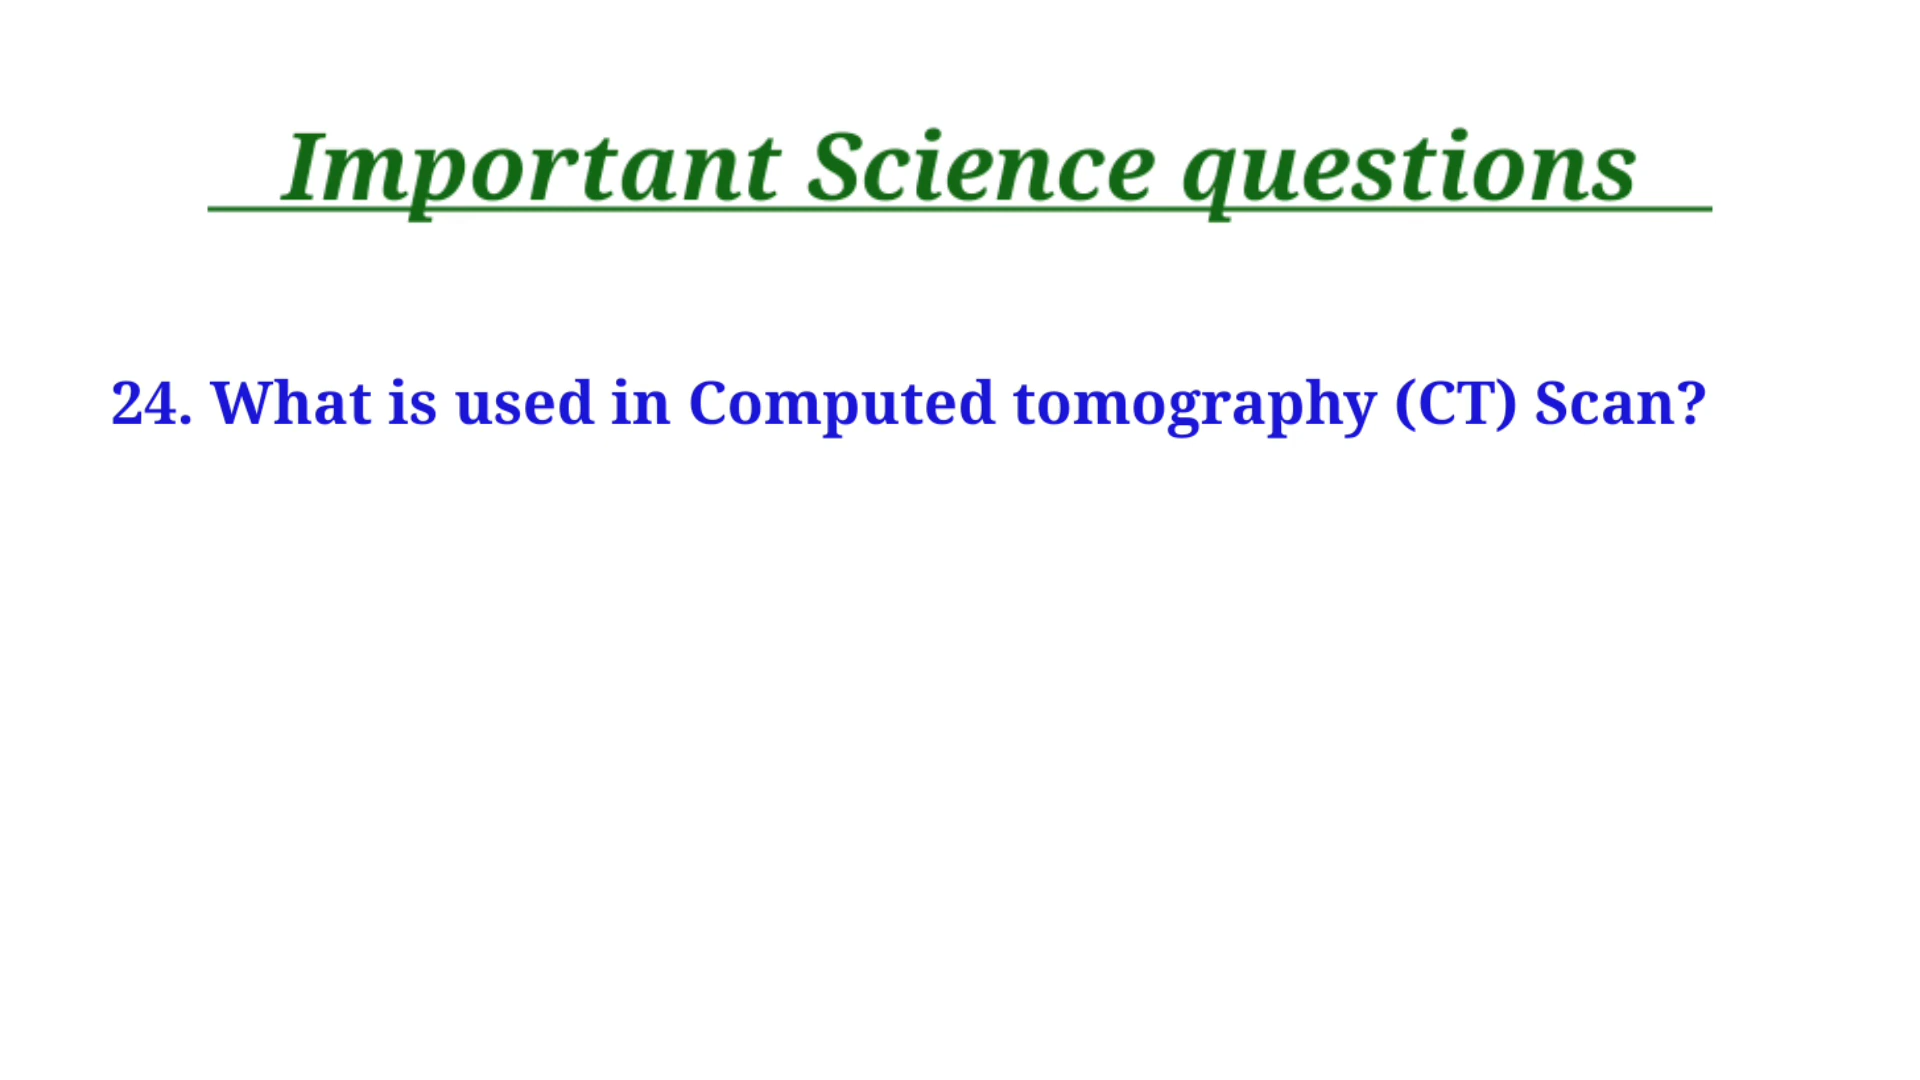 Important Science questions
24. What is used in Computed tomography (CT) Scan?